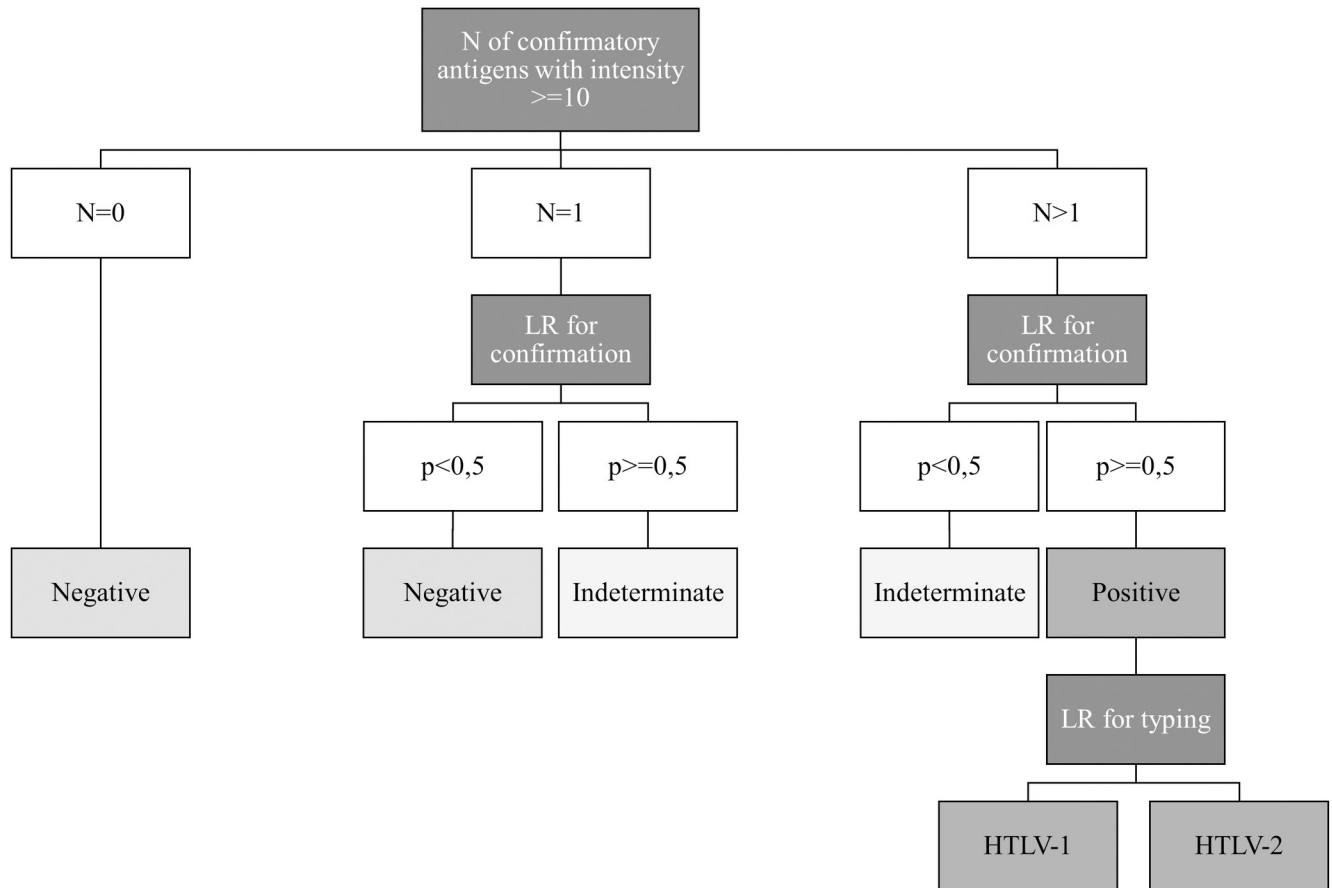 N of confirmatory
antigens with intensity
>=10
N=0
N=1
N>1
LR for
confirmation
LR for
confirmation
p<0,5
p>=0,5
p<0,5
p>=0,5
Negative
Negative
Indeterminate
Indeterminate
Positive
LR for typing
HTLV-1
HTLV-2